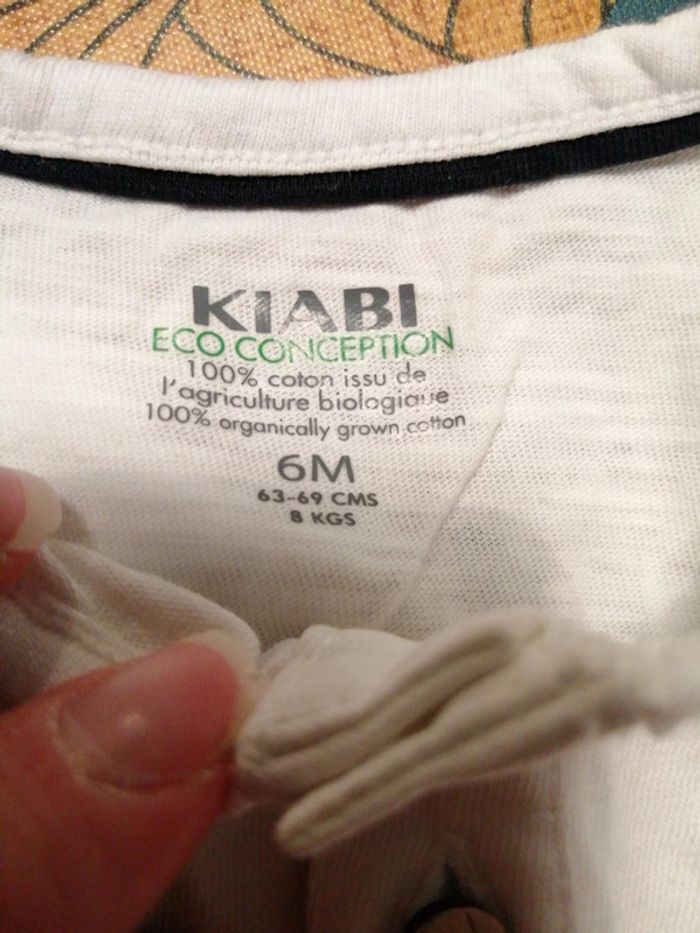 KIABI
ECO CONCEPTION
100% coton issu de
l'agriculture biologique
100% organically grown cotton
6M
63-69 CMS
8 KGS